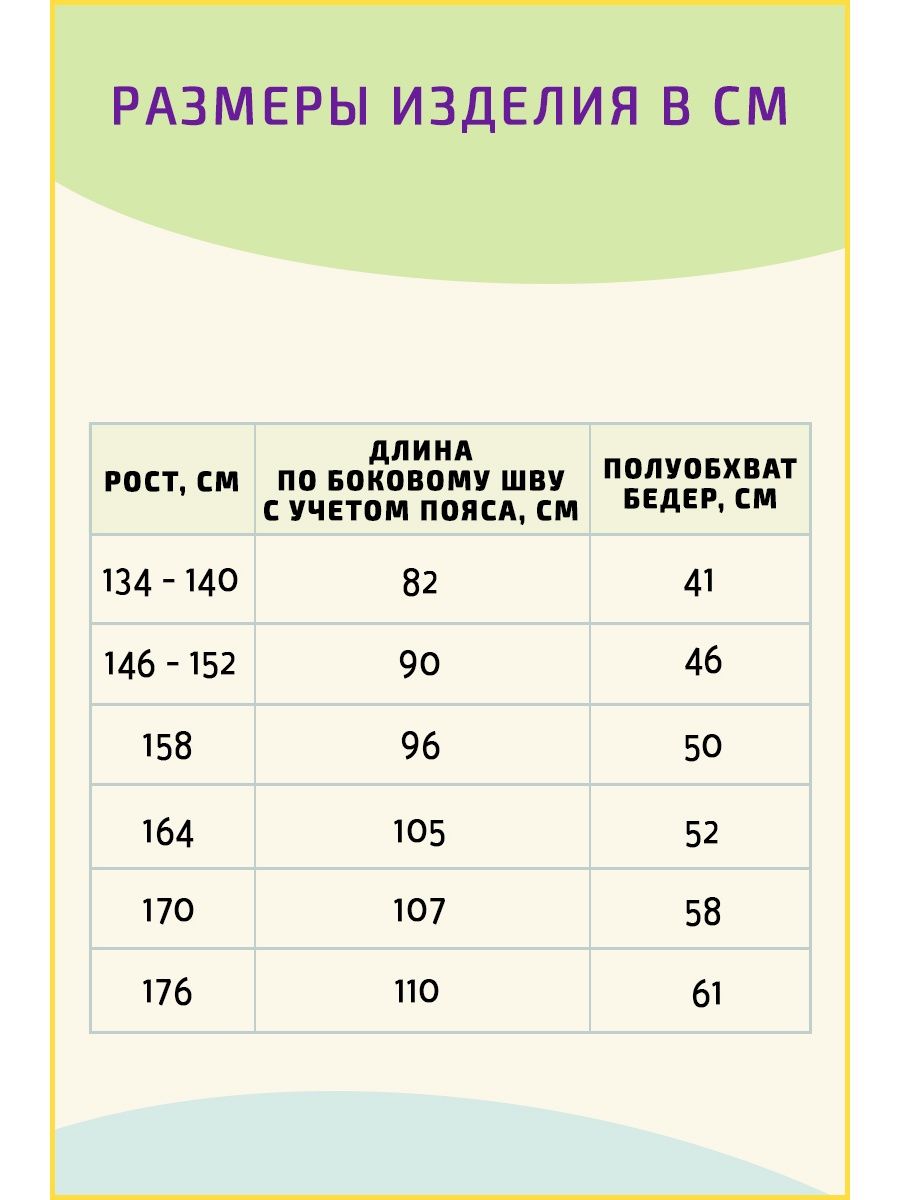 РАЗМЕРЫ ИЗДЕЛИЯ В СМ
РОСТ, СМ
ДЛИНА
ПО БОКОВОМУ ШВУ
С УЧЕТОМ ПОЯСА, СМ
ПОЛУОБХВАТ
БЕДЕР, СМ
134 - 140 82 41
146 - 152 90 46
158 96 50
164 105 52
170 107 58
176 110 61